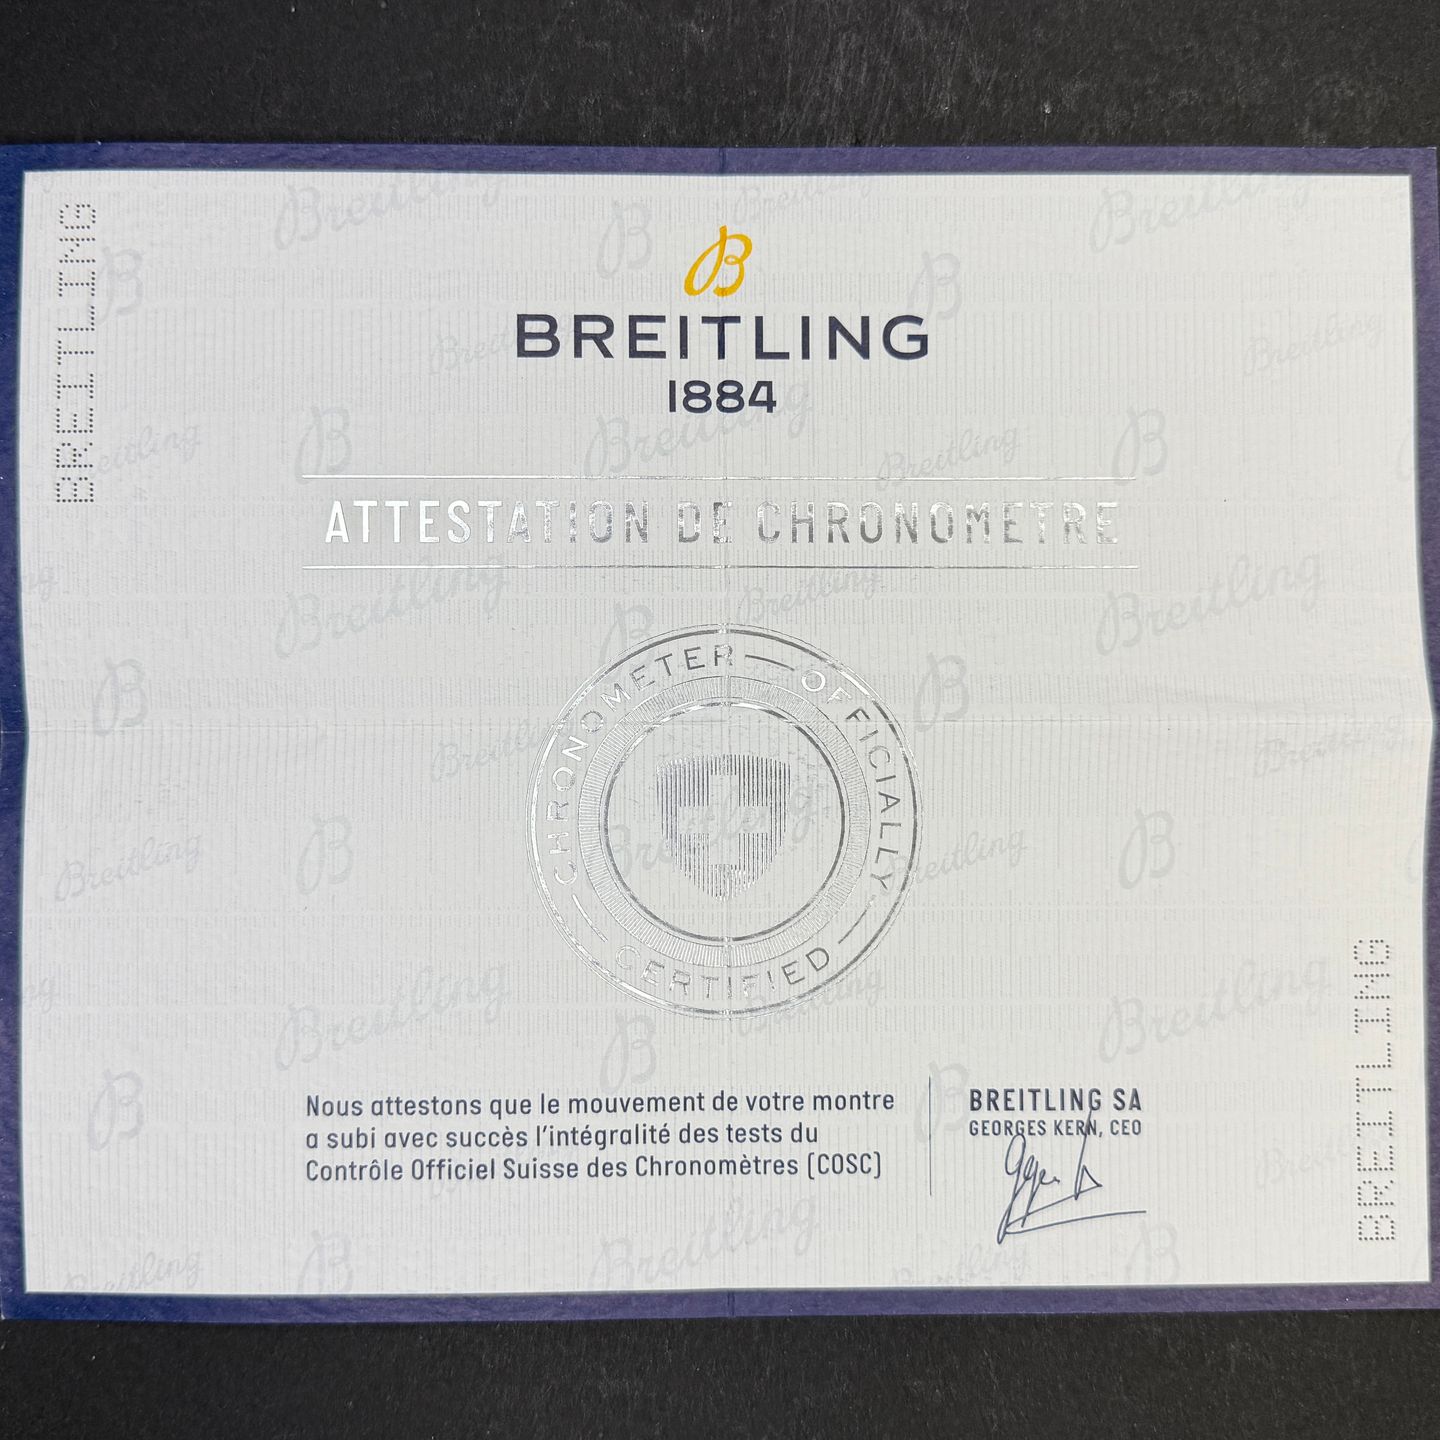 BREITLING
BREITLING
1884
ATTESTATION DE CHRONOMETRE
CHRONOMETER — OFFICIALLY — CERTIFIED
Breitling
Nous attestons que le mouvement de votre montre
a subi avec succès l'intégralité des tests du
Contrôle Officiel Suisse des Chronomètres (COSC)
BREITLING SA
GEORGES KERN, CEO
BREITLING